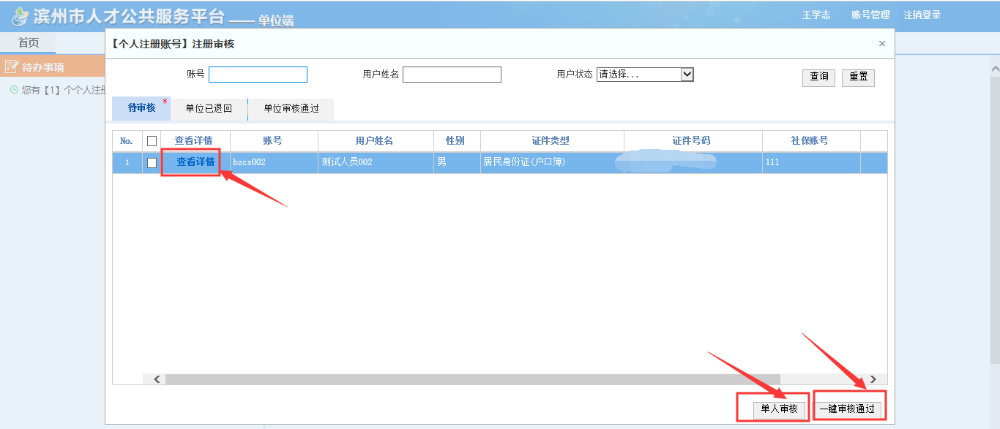 滨州市人才公共服务平台 —— 单位端
王学志 账号管理 注销登录
首页
【个人注册账号】注册审核 ×
待办事项
账号 用户姓名 用户状态 请选择... 查询 重置
您有【1】个个人注册
待审核 * 单位已退回 单位审核通过
No. 查看详情 账号 用户姓名 性别 证件类型 证件号码 社保账号
1 查看详情 bzcs002 测试人员002 男 居民身份证(户口簿) 111
单人审核 一键审核通过